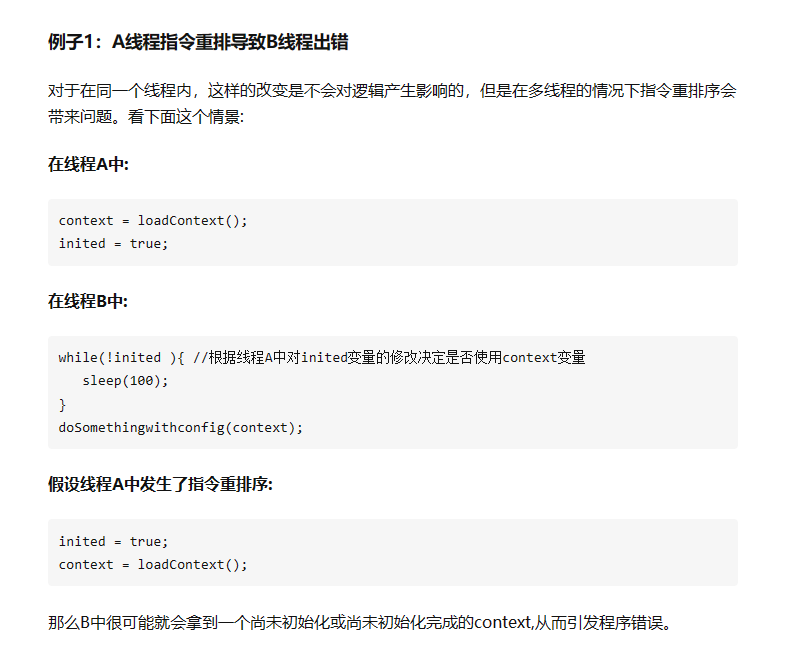 例子1：A线程指令重排导致B线程出错
对于在同一个线程内，这样的改变是不会对逻辑产生影响的，但是在多线程的情况下指令重排序会
带来问题。看下面这个情景:
在线程A中:
context = loadContext();
inited = true;
在线程B中:
while(!inited ){ //根据线程A中对inited变量的修改决定是否使用context变量
   sleep(100);
}
doSomethingwithconfig(context);
假设线程A中发生了指令重排序:
inited = true;
context = loadContext();
那么B中很可能就会拿到一个尚未初始化或尚未初始化完成的context,从而引发程序错误。